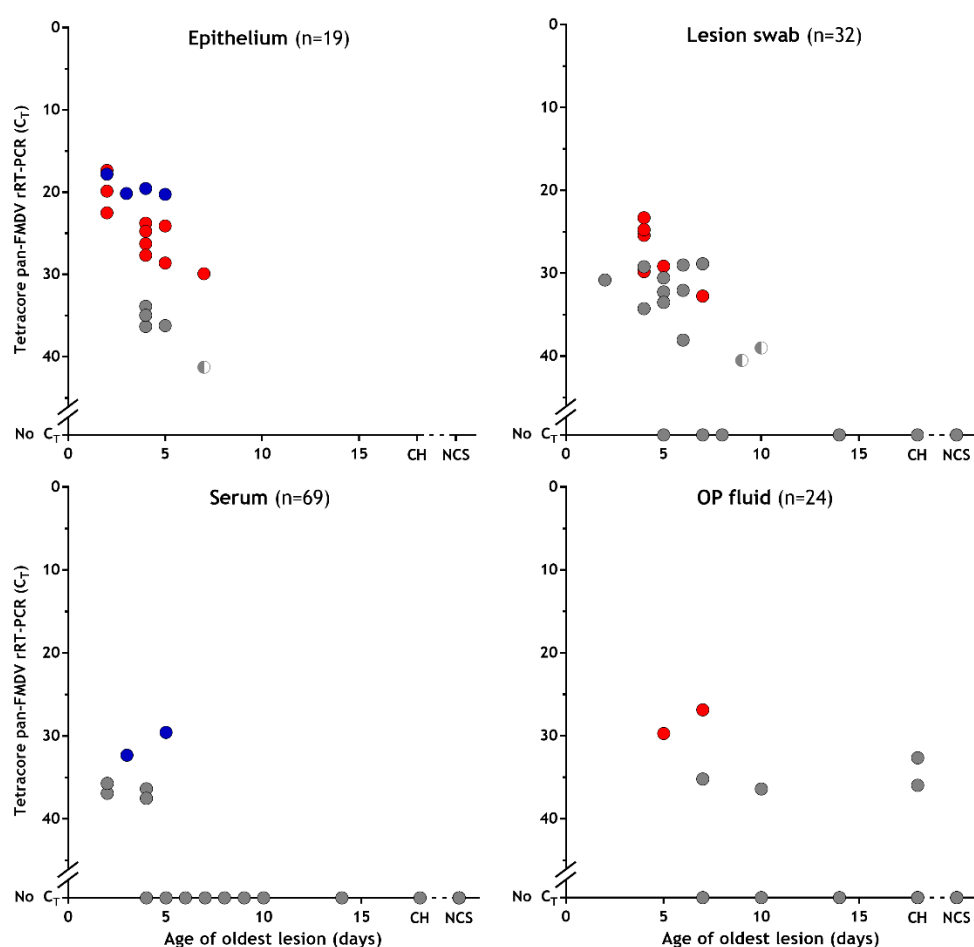 Epithelium (n=19)
Tetracore pan-FMDV rRT-PCR (CT)
0
10
20
30
40
No CT
0
5
10
15
CH
NCS
Lesion swab (n=32)
0
10
20
30
40
No CT
0
5
10
15
CH
NCS
Serum (n=69)
Tetracore pan-FMDV rRT-PCR (CT)
0
10
20
30
40
No CT
0
5
10
15
CH
NCS
Age of oldest lesion (days)
OP fluid (n=24)
0
10
20
30
40
No CT
0
5
10
15
CH
NCS
Age of oldest lesion (days)